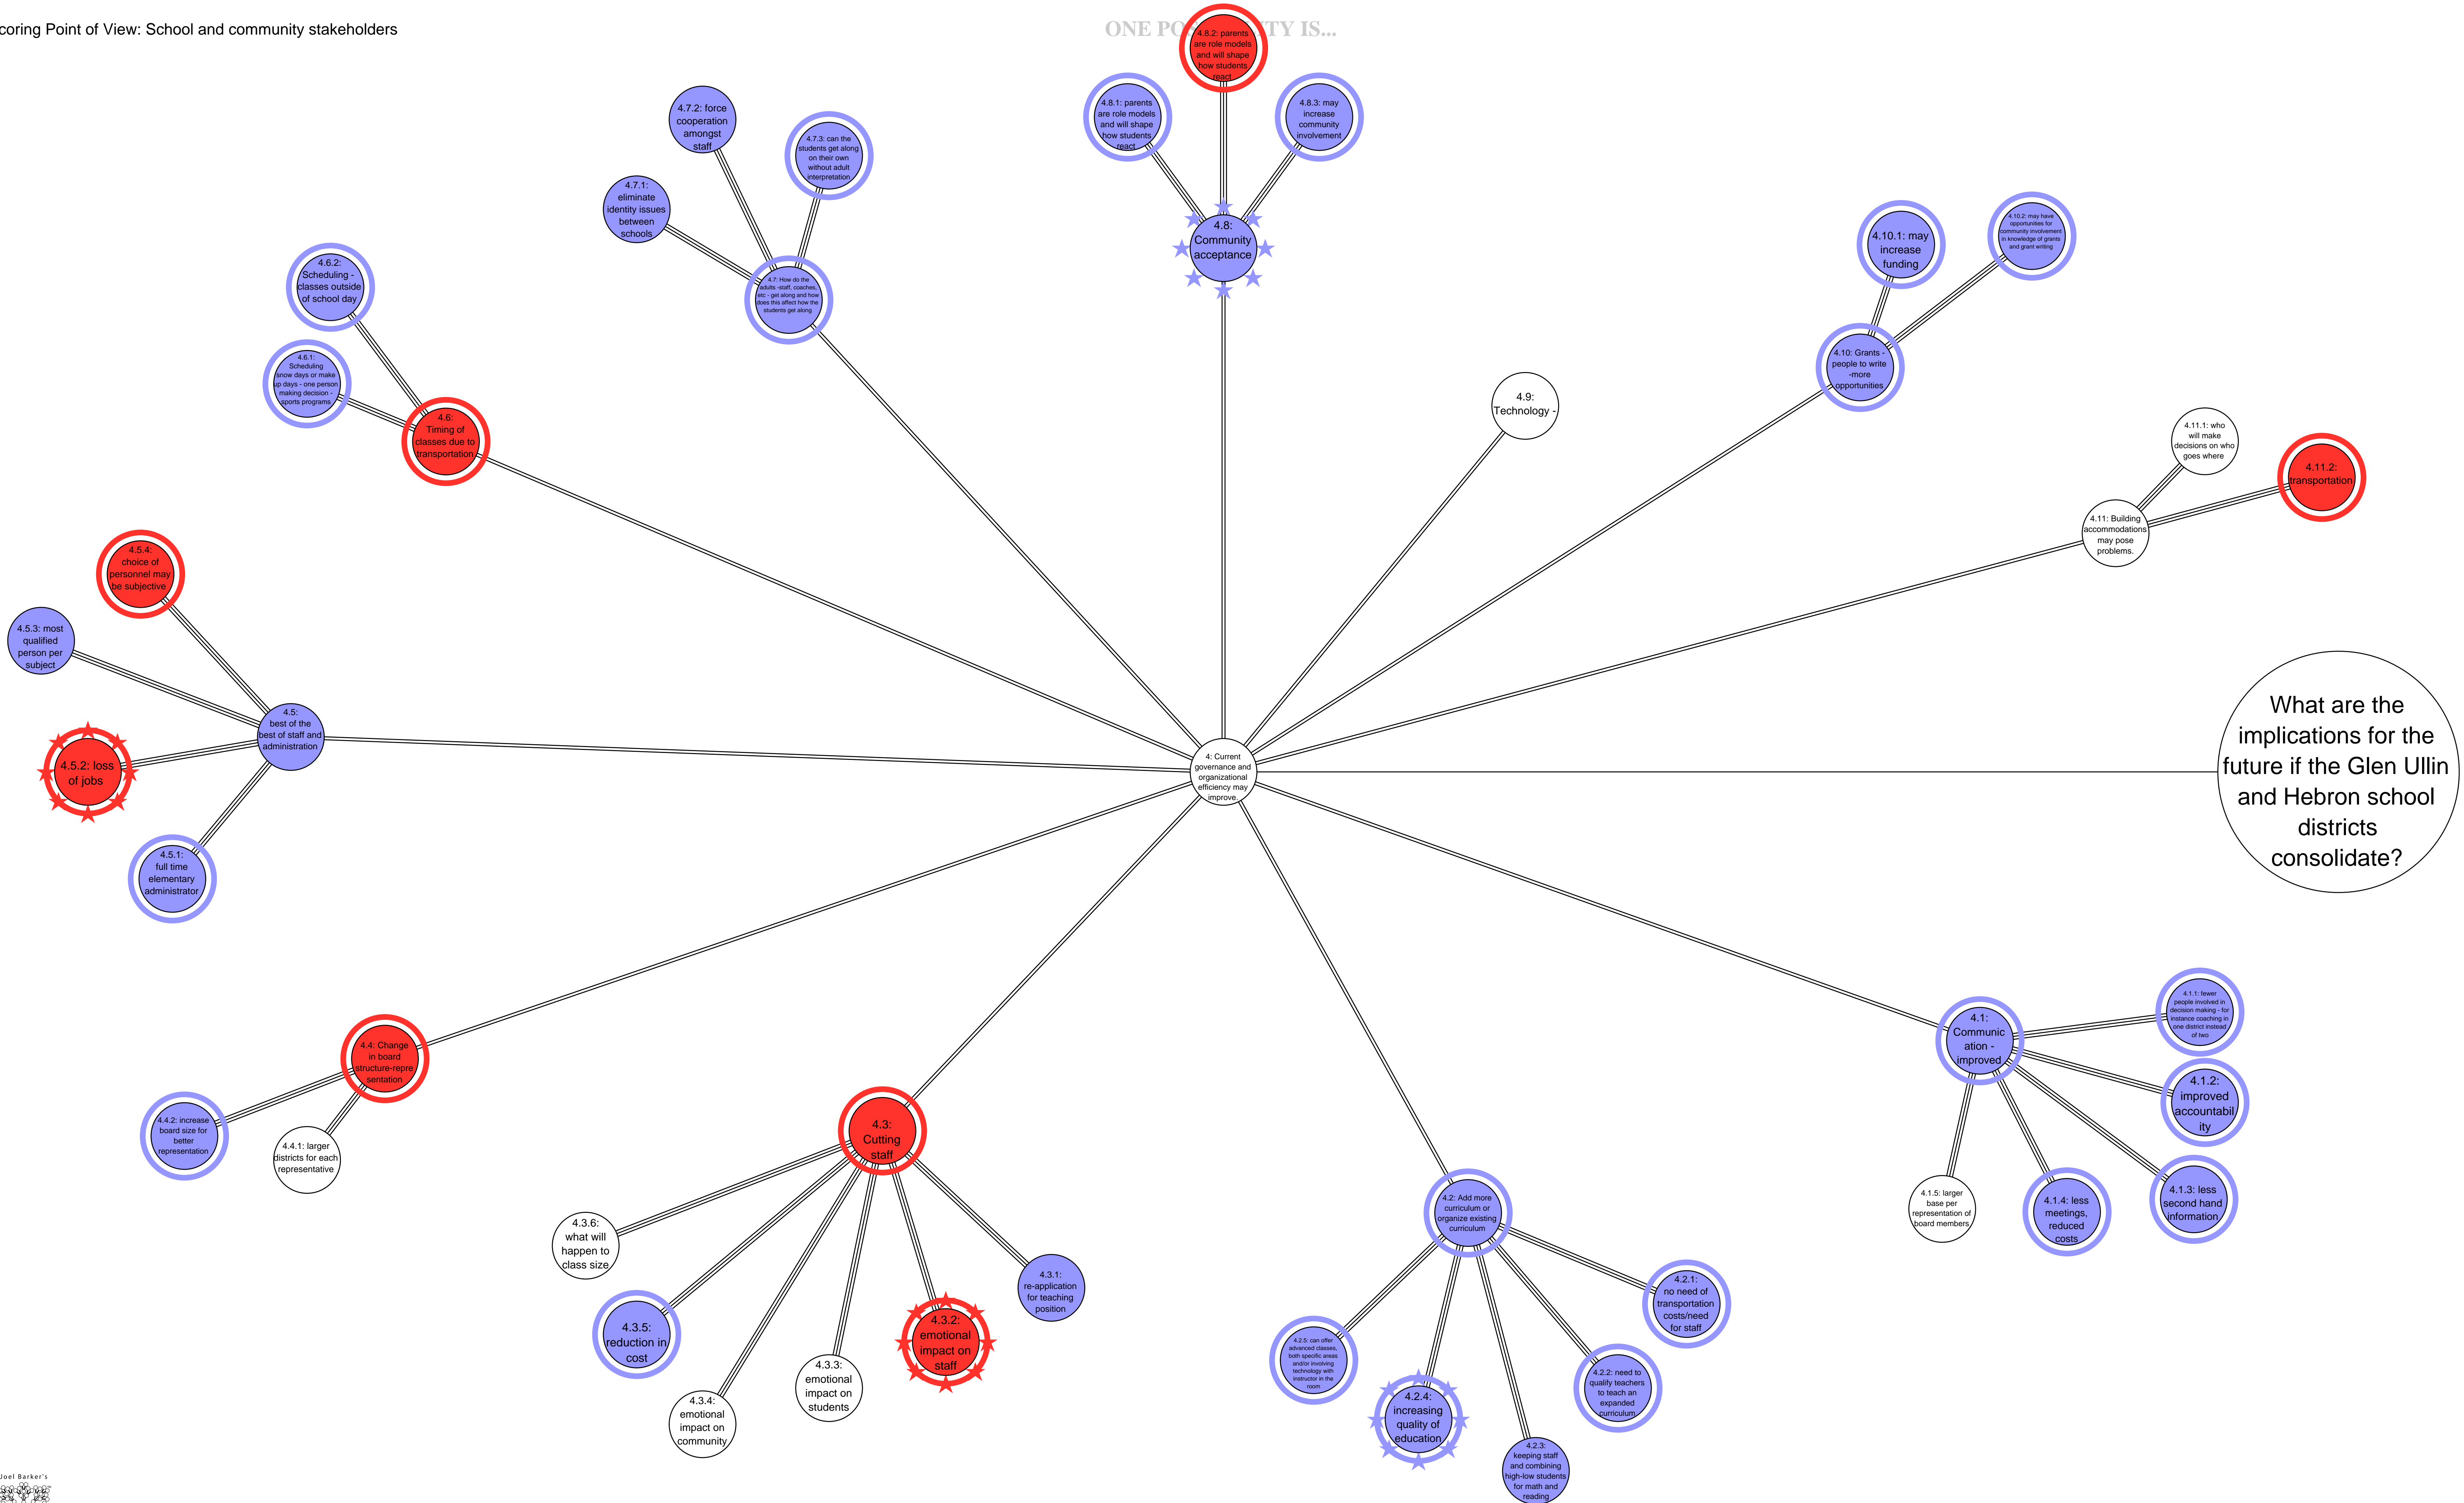 coring Point of View: School and community stakeholders
ONE PO
TY IS...
4.8.2: parents
are role models
and will shape
how students
react
4.8.1: parents
are role models
and will shape
how students
react
4.8.3: may
increase
community
involvement
4.8:
Community
acceptance
4.7.2: force
cooperation
amongst
staff
4.7.3: can the
students get along
on their own
without adult
interpretation
4.7.1:
eliminate
identity issues
between
schools
4.7: How do the
adults -staff, coaches,
etc - get along and how
does this affect how the
students get along
4.6.2:
Scheduling -
classes outside
of school day
4.6.1:
Scheduling
snow days or make
up days - one person
making decision -
sports programs
4.6:
Timing of
classes due to
transportation
4.10.1: may
increase
funding
4.10.2: may have
opportunities for
community involvement
in knowledge of grants
and grant writing
4.10: Grants -
people to write
-more
opportunities
4.9:
Technology -
4.11.1: who
will make
decisions on who
goes where
4.11.2:
transportation
4.11: Building
accommodations
may pose
problems.
4.5.4:
choice of
personnel may
be subjective
4.5.3: most
qualified
person per
subject
4.5:
best of the
best of staff and
administration
4.5.2: loss
of jobs
4.5.1:
full time
elementary
administrator
4: Current
governance and
organizational
efficiency may
improve.
What are the
implications for the
future if the Glen Ullin
and Hebron school
districts
consolidate?
4.4: Change
in board
structure-repre
sentation
4.4.2: increase
board size for
better
representation
4.4.1: larger
districts for each
representative
4.3:
Cutting
staff
4.3.6:
what will
happen to
class size
4.3.5:
reduction in
cost
4.3.4:
emotional
impact on
community
4.3.3:
emotional
impact on
students
4.3.2:
emotional
impact on
staff
4.3.1:
re-application
for teaching
position
4.2: Add more
curriculum or
organize existing
curriculum
4.2.5: can offer
advanced classes,
both specific areas
and/or involving
technology with
instructor in the
room
4.2.4:
increasing
quality of
education
4.2.3:
keeping staff
and combining
high-low students
for math and
reading
4.2.2: need to
qualify teachers
to teach an
expanded
curriculum
4.2.1:
no need of
transportation
costs/need
for staff
4.1:
Communic
ation -
improved
4.1.1: fewer
people involved in
decision making - for
instance coaching in
one district instead
of two
4.1.2:
improved
accountabil
ity
4.1.3: less
second hand
information
4.1.4: less
meetings,
reduced
costs
4.1.5: larger
base per
representation of
board members
Joel Barker's